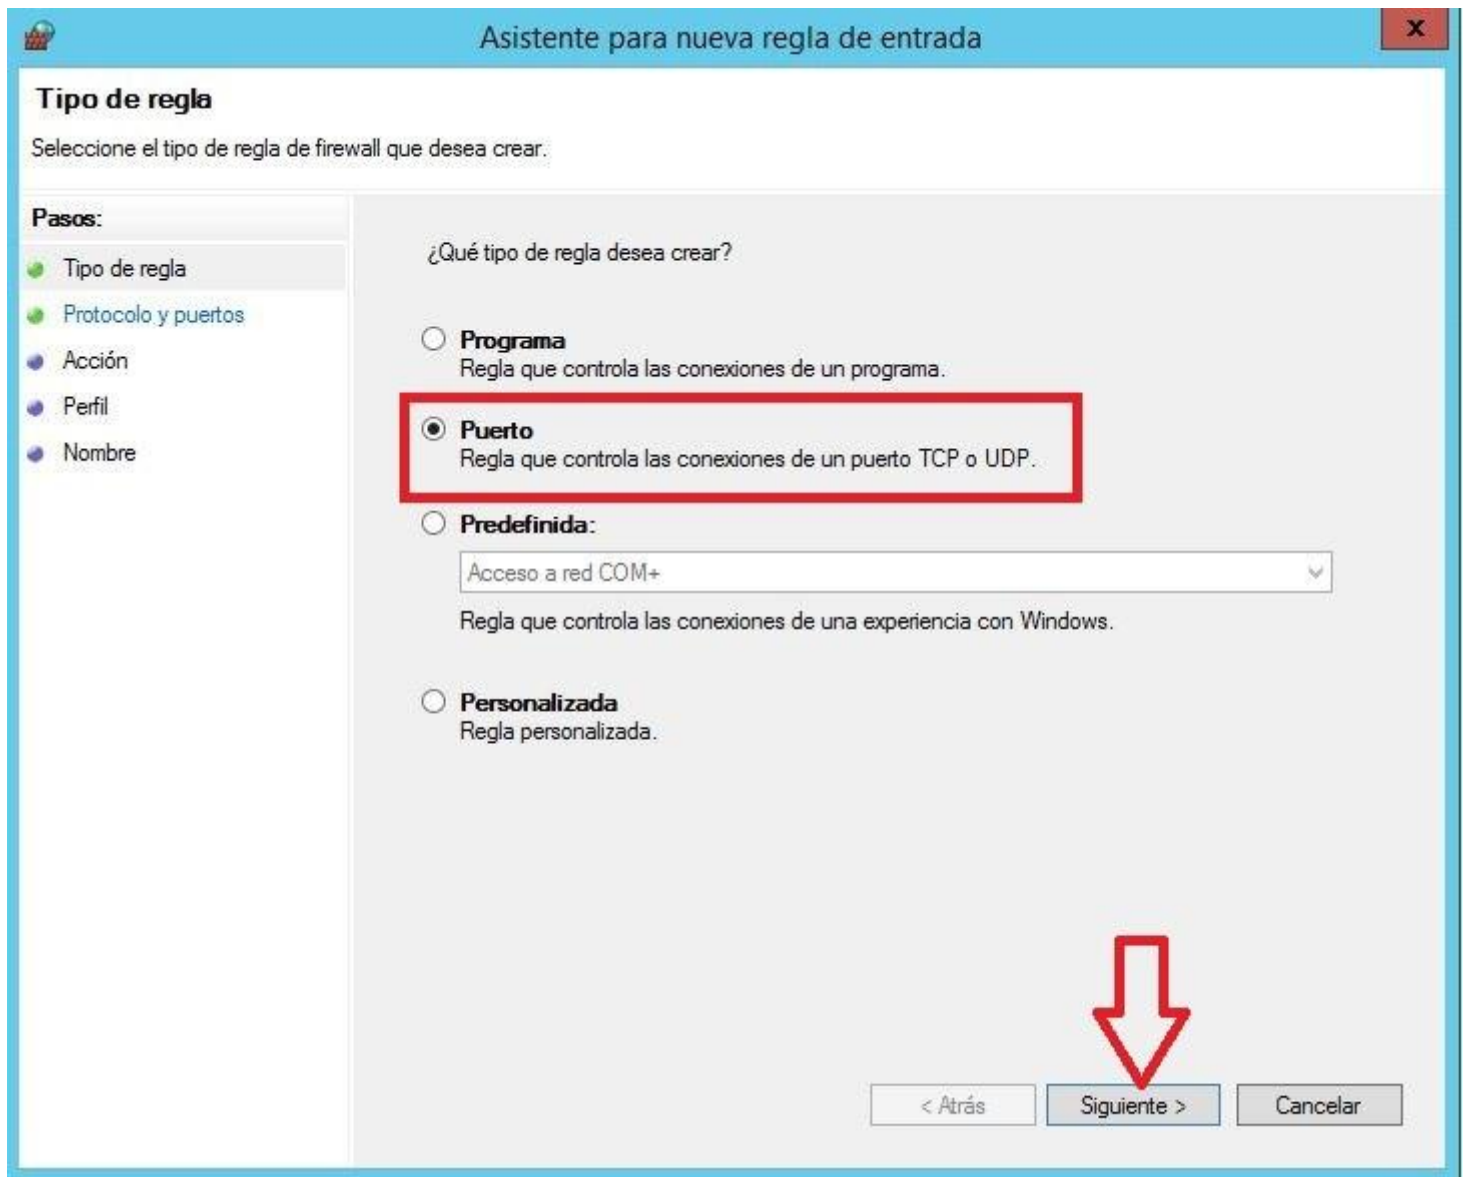 Asistente para nueva regla de entrada
x
Tipo de regla
Seleccione el tipo de regla de firewall que desea crear.
Pasos:
Tipo de regla
Protocolo y puertos
Acción
Perfil
Nombre
¿Qué tipo de regla desea crear?
Programa
Regla que controla las conexiones de un programa.
Puerto
Regla que controla las conexiones de un puerto TCP o UDP.
Predefinida:
Acceso a red COM+
Regla que controla las conexiones de una experiencia con Windows.
Personalizada
Regla personalizada.
< Atrás
Siguiente >
Cancelar